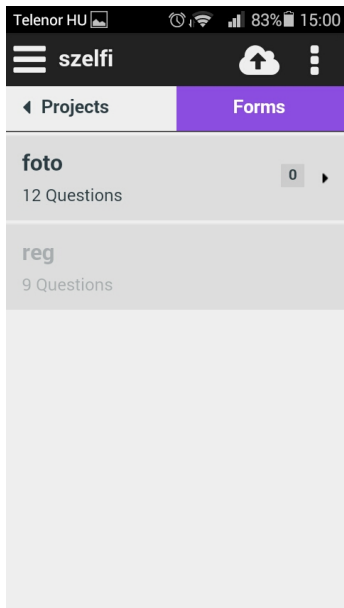 Telenor HU 83% 15:00
szelfi
Projects Forms
foto
0
12 Questions
reg
9 Questions